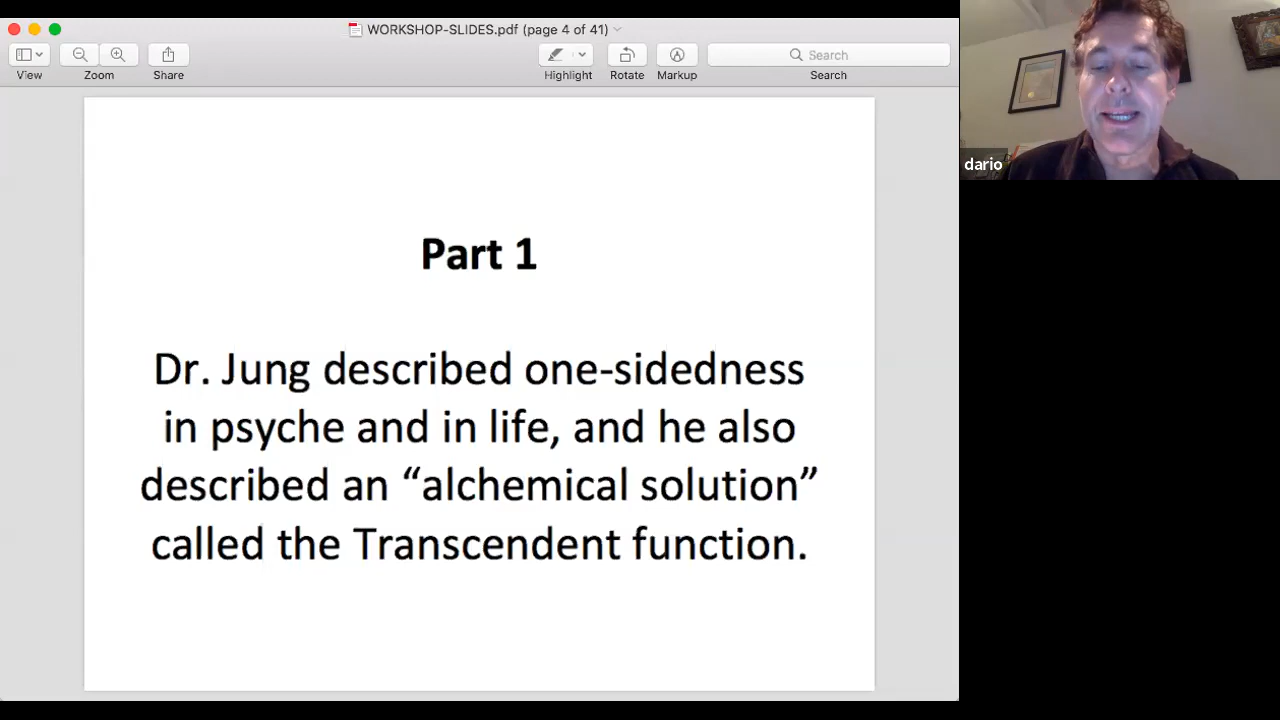 WORKSHOP-SLIDES.pdf (page 4 of 41)
View
Zoom
Share
Highlight
Rotate
Markup
Search
Search
dario
Part 1
Dr. Jung described one-sidedness
in psyche and in life, and he also
described an “alchemical solution”
called the Transcendent function.